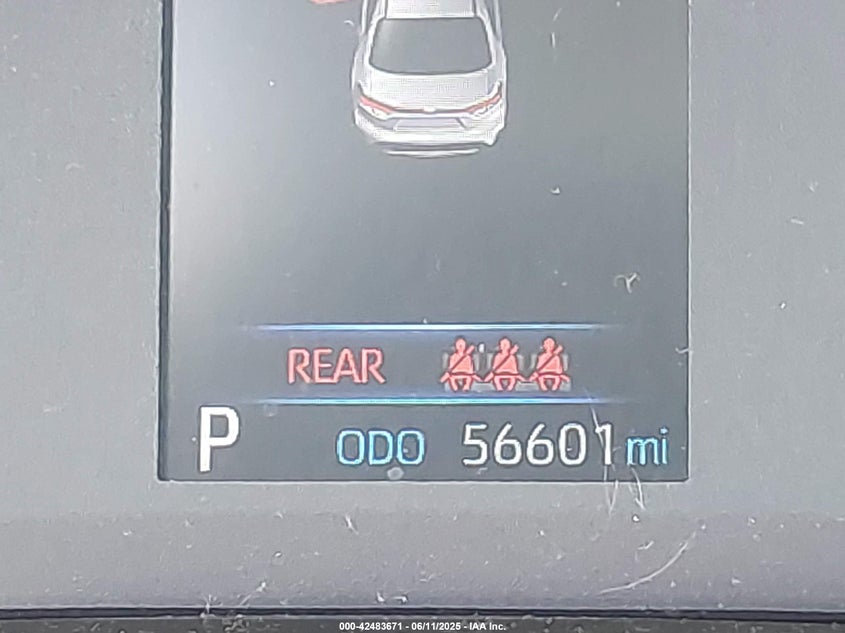 REAR
P ODO 56601 mi
000-42483671 - 06/11/2025 - IAA Inc.